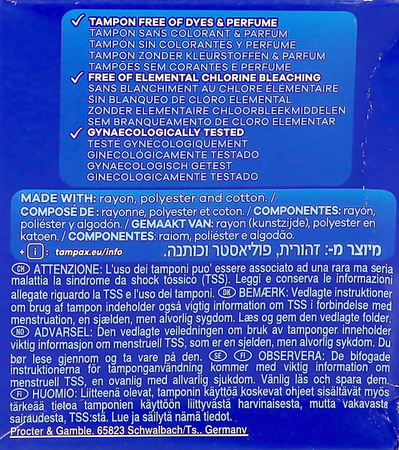 ✓ TAMPON FREE OF DYES & PERFUME
TAMPON SANS COLORANT & PARFUM
TAMPÓN SIN COLORANTES Y PERFUME
TAMPON ZONDER KLEURSTOFFEN & PARFUM
TAMPÕES SEM CORANTES E PERFUME
✓ FREE OF ELEMENTAL CHLORINE BLEACHING
SANS BLANCHIMENT AU CHLORE ÉLÉMENTAIRE
SIN BLANQUEO DE CLORO ELEMENTAL
ZONDER ELEMENTAIRE CHLOORBLEEKMIDDELEN
SEM BRANQUEAMENTO DE CLORO ELEMENTAR
✓ GYNAECOLOGICALLY TESTED
TESTÉ GYNÉCOLOGIQUEMENT
GINECOLÓGICAMENTE TESTADO
GYNAECOLOGISCH GETEST
GINECOLOGICAMENTE TESTADO
MADE WITH: rayon, polyester and cotton. /
COMPOSÉ DE : rayonne, polyester et coton. / COMPONENTES: rayón,
poliéster y algodón. / GEMAAKT VAN: rayon (kunstzijde), polyester en
katoen. / COMPONENTES: raiom, poliéster e algodão.
+ i : tampax.eu/info מיוצר מ-: זהורית, פוליאסטר וכותנה.
CH ATTENZIONE: L'uso dei tamponi puo' essere associato ad una rara ma seria
malattia la sindrome da shock tossico (TSS). Leggi e conserva le informazioni
allegate riguardo la TSS e l'uso dei tamponi. DK BEMÆRK: Vedlagte instruktioner
om brug af tampon indeholder også vigtig information om TSS i forbindelse med
menstruation, en sjelden, men alvorlig sygdom. Læs og gem den vedlagte folder.
NO ADVARSEL: Den vedlagte veiledningen om bruk av tamponger inneholder
viktig informasjon om menstruell TSS, som er en sjelden, men alvorlig sykdom. Du
bør lese gjennom og ta vare på den. SE FI OBSERVERA: De bifogade
instruktionerna för tamponganvändning kommer med viktig information om
menstruell TSS, en ovanlig med allvarlig sjukdom. Vänlig läs och spara dem.
FI HUOMIO: Liitteenä olevat, tamponin käyttöä koskevat ohjeet sisältävät myös
tärkeää tietoa tamponien käyttöön liittyvästä harvinaisesta, mutta vakavasta
sairaudesta, TSS:stä. Lue ja säilytä nämä tiedot.
Procter & Gamble. 65823 Schwalbach/Ts.. Germany